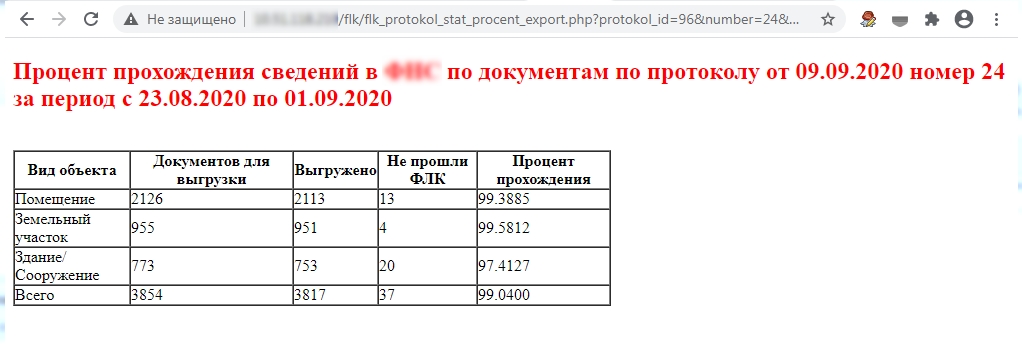 Не защищено /flk/flk_protokol_stat_procent_export.php?protokol_id=96&number=24&...
Процент прохождения сведений в по документам по протоколу от 09.09.2020 номер 24
за период с 23.08.2020 по 01.09.2020
Вид объекта Документов для выгрузки Выгружено Не прошли ФЛК Процент прохождения
Помещение 2126 2113 13 99.3885
Земельный участок 955 951 4 99.5812
Здание/ Сооружение 773 753 20 97.4127
Всего 3854 3817 37 99.0400